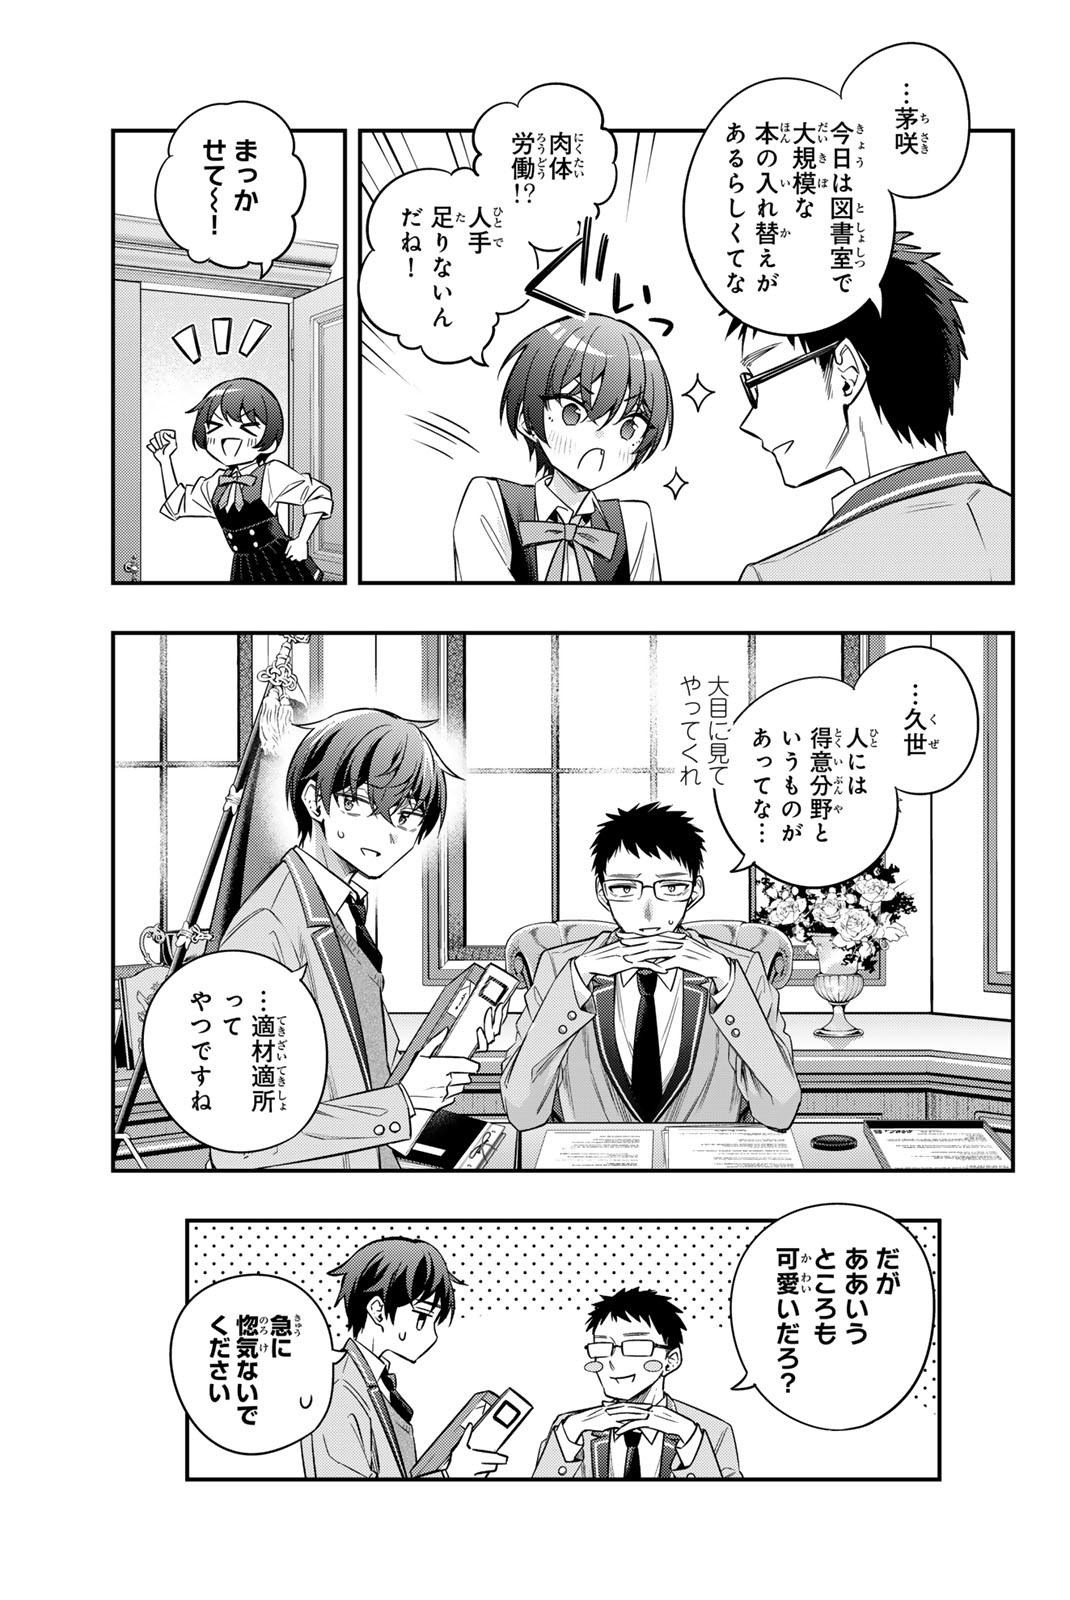 …茅咲
今日は図書室で
大規模な
本の入れ替えが
あるらしくてな
肉体
労働!?
人手
足りないん
だね!
ぐいっ
まっか
せて〜!
…久世
人には
得意分野と
いうものが
あってな…
大目に見て
やってくれ
…適材適所
って
やつですね
だが
ああいう
ところも
可愛いだろ?
急に
惚気ないで
ください